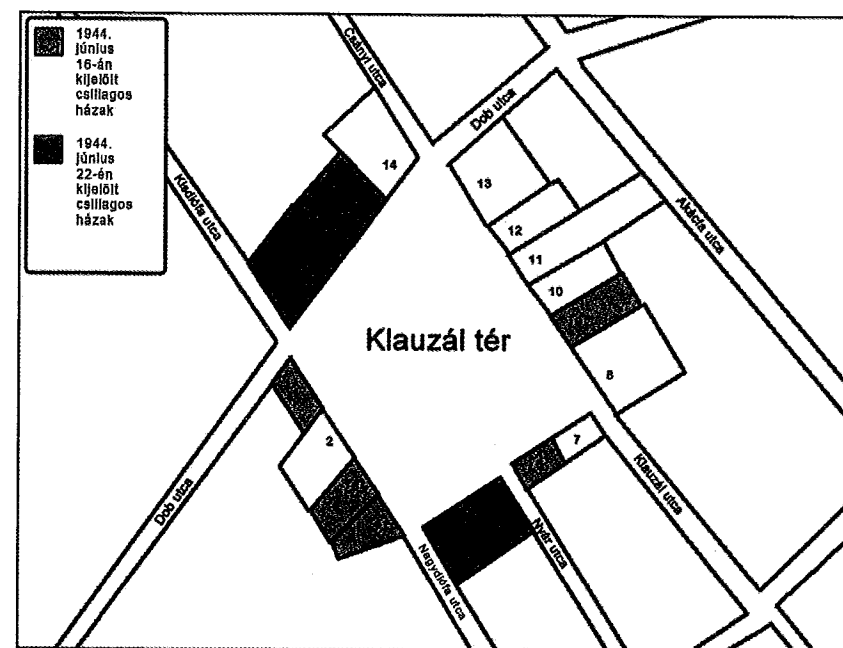 1944.
június
16-án
kijelölt
csillagos
házak
1944.
június
22-én
kijelölt
csillagos
házak
Csányi utca
Dob utca
Kisdiófa utca
Akácfa utca
14
13
12
11
10
8
Klauzál tér
2
7
Dob utca
Klauzál utca
Nyár utca
Nagydiófa utca